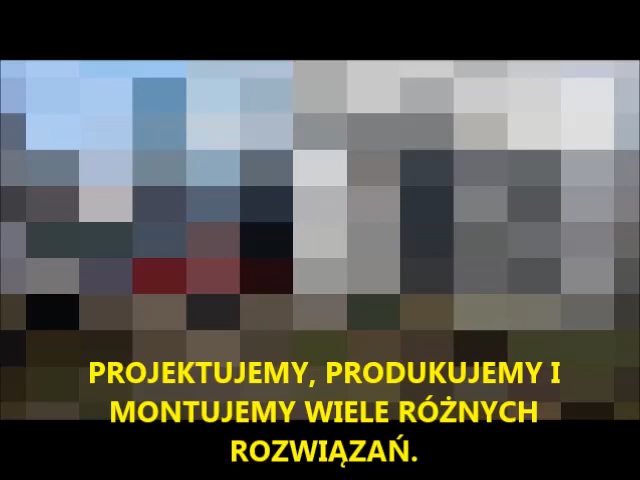 PROJEKTUJEMY, PRODUKUJEMY I
MONTUJEMY WIELE RÓŻNYCH
ROZWIĄZAŃ.